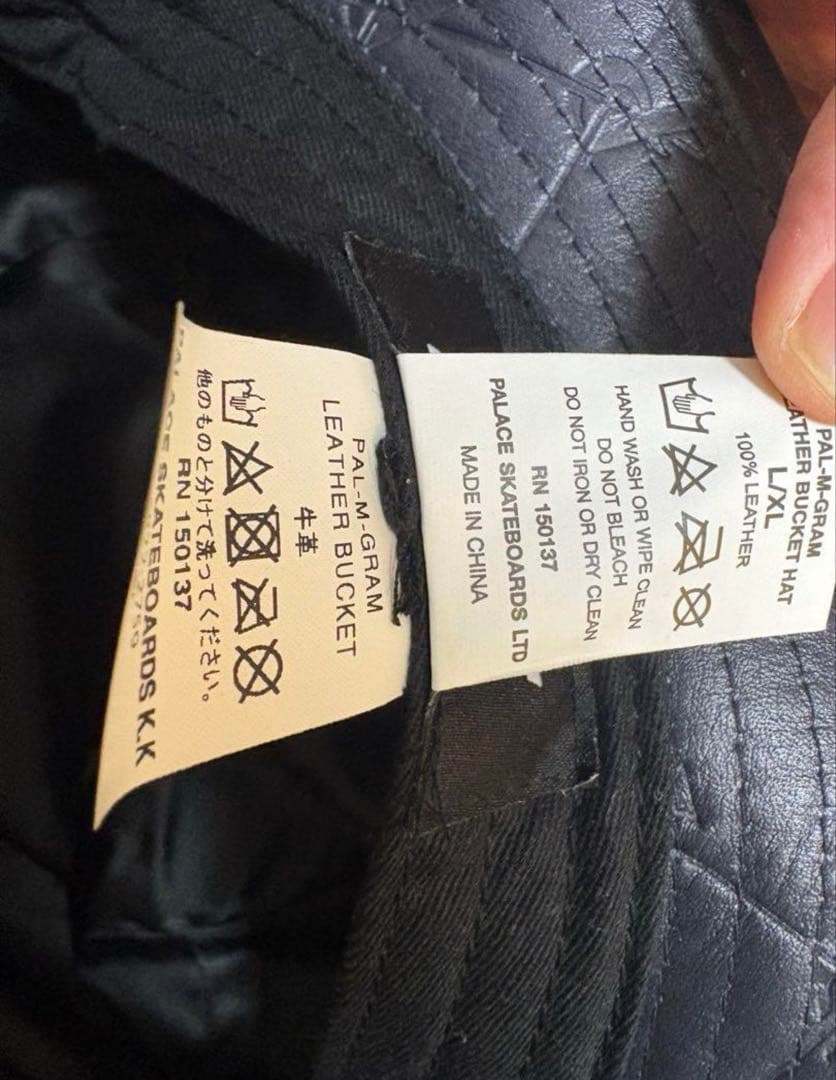 PAL-M-GRAM
LEATHER BUCKET
牛革
他のものと分けて洗ってください。
RN 150137
SKATEBOARDS K.K
PAL-M-GRAM
LEATHER BUCKET HAT
L/XL
100% LEATHER
HAND WASH OR WIPE CLEAN
DO NOT BLEACH
DO NOT IRON OR DRY CLEAN
RN 150137
PALACE SKATEBOARDS LTD
MADE IN CHINA